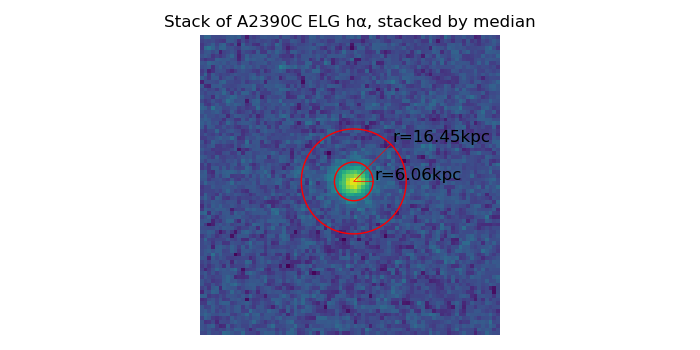 Stack of A2390C ELG hα, stacked by median
r=16.45kpc
r=6.06kpc